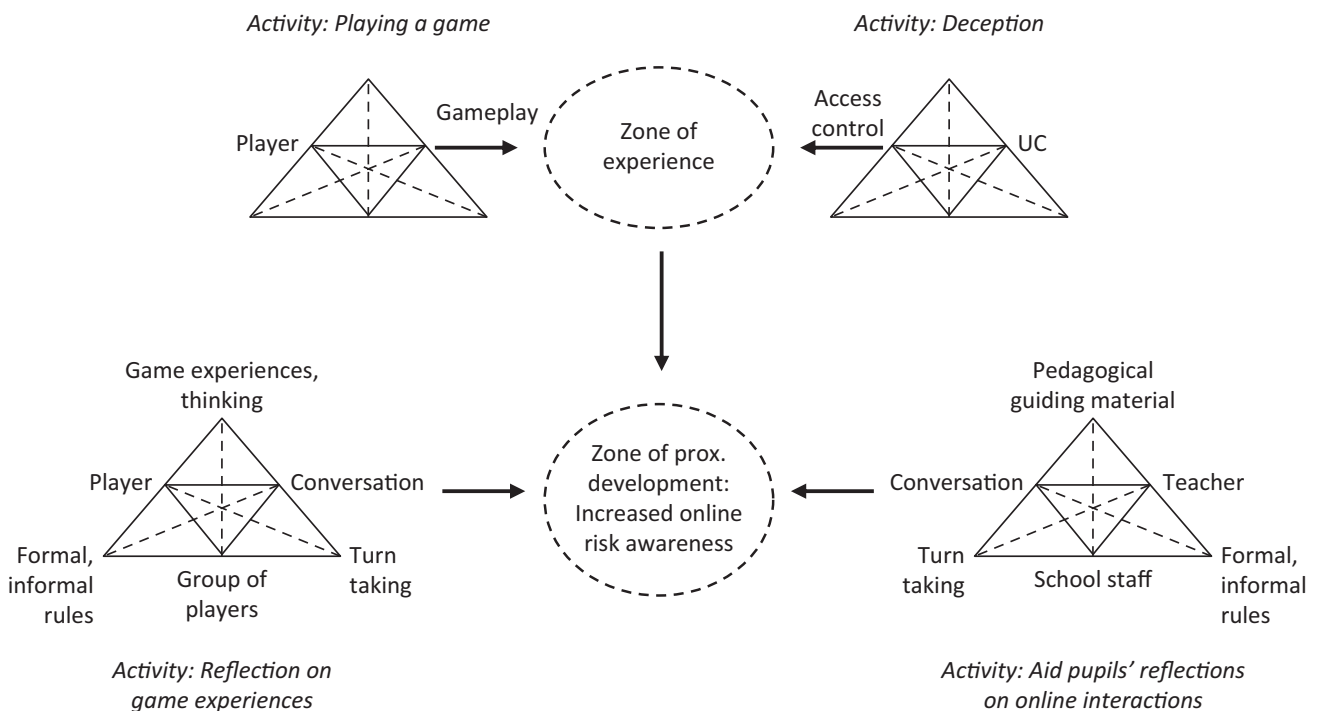 Activity: Playing a game
Activity: Deception
Gameplay
Player
Zone of
experience
Access
control
UC
Game experiences,
thinking
Player
Conversation
Formal,
informal
rules
Group of
players
Turn
taking
Zone of prox.
development:
Increased online
risk awareness
Pedagogical
guiding material
Conversation
Teacher
Turn
taking
School staff
Formal,
informal
rules
Activity: Reflection on
game experiences
Activity: Aid pupils’ reflections
on online interactions